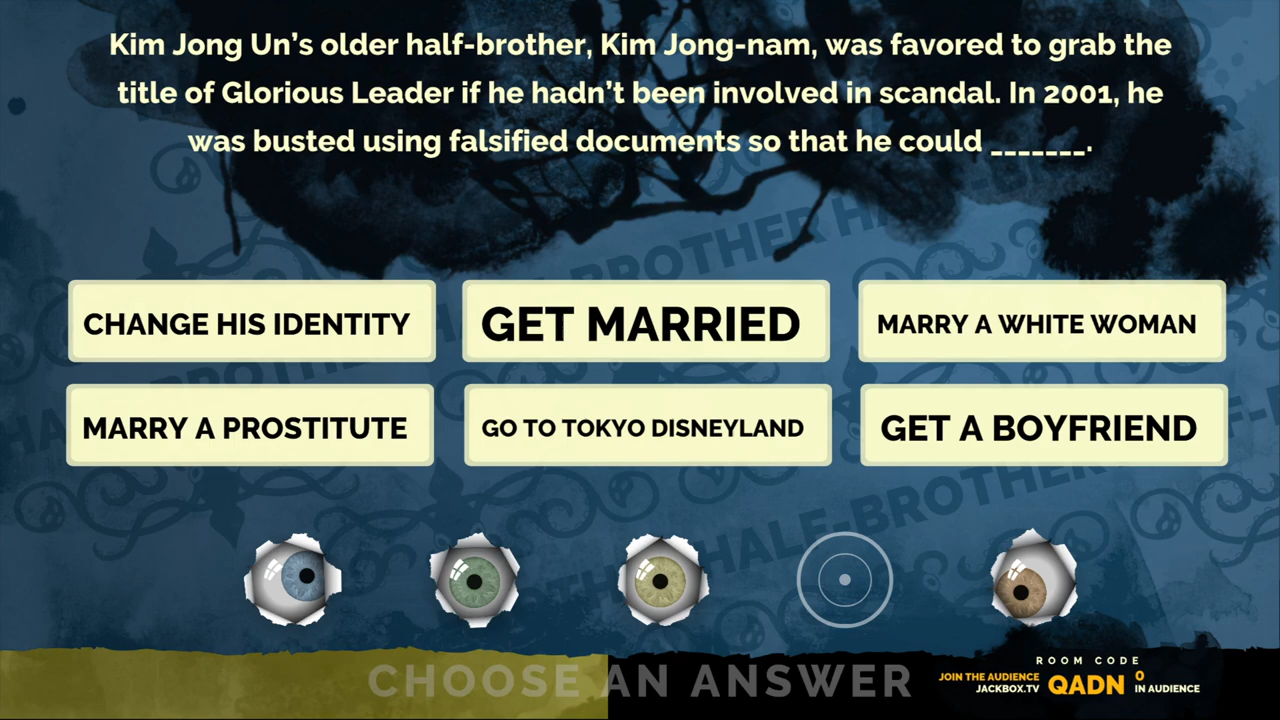 Kim Jong Un’s older half-brother, Kim Jong-nam, was favored to grab the
title of Glorious Leader if he hadn’t been involved in scandal. In 2001, he
was busted using falsified documents so that he could _______.
CHANGE HIS IDENTITY
GET MARRIED
MARRY A WHITE WOMAN
MARRY A PROSTITUTE
GO TO TOKYO DISNEYLAND
GET A BOYFRIEND
CHOOSE AN ANSWER
ROOM CODE
JOIN THE AUDIENCE
JACKBOX.TV
QADN
0
IN AUDIENCE